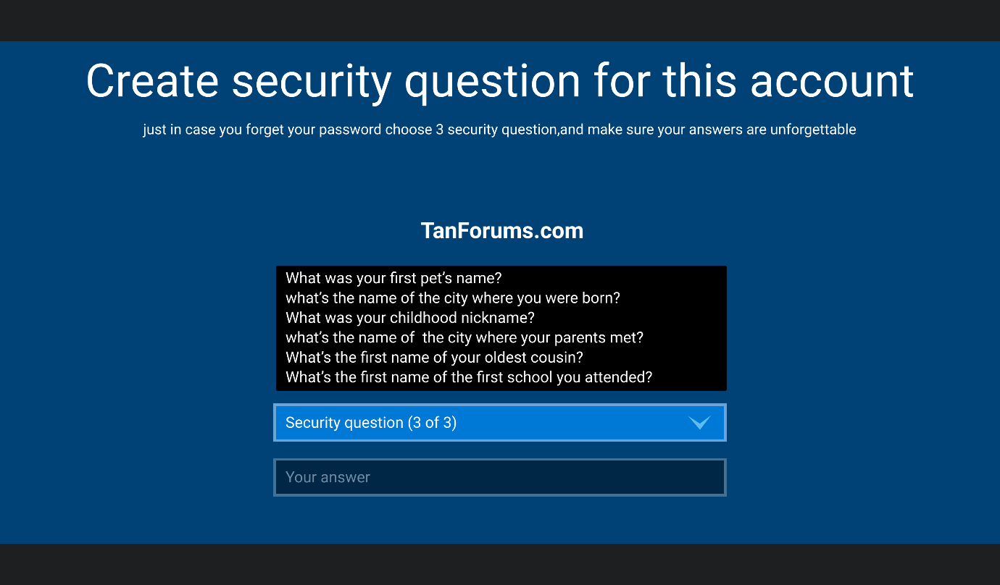 Create security question for this account
just in case you forget your password choose 3 security question,and make sure your answers are unforgettable
TanForums.com
What was your first pet’s name?
what’s the name of the city where you were born?
What was your childhood nickname?
what’s the name of  the city where your parents met?
What’s the first name of your oldest cousin?
What’s the first name of the first school you attended?
Security question (3 of 3)
Your answer